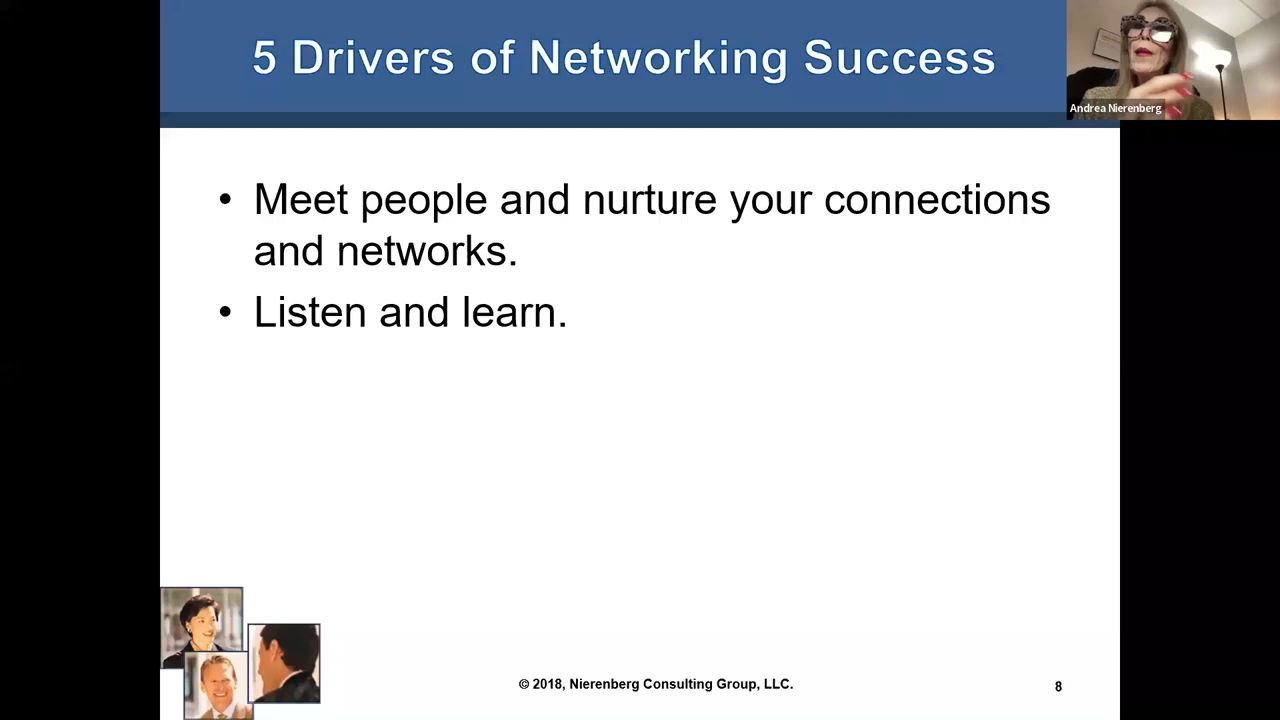 5 Drivers of Networking Success
Andrea Nierenberg
• Meet people and nurture your connections
and networks.
• Listen and learn.
© 2018, Nierenberg Consulting Group, LLC.
8